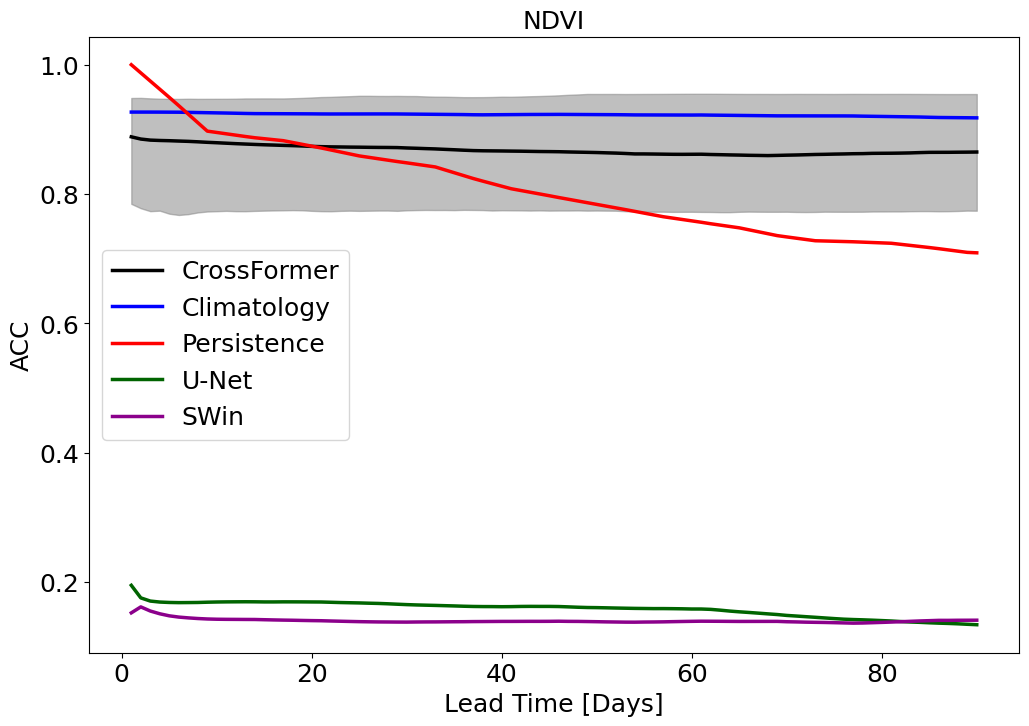 NDVI
1.0
0.8
0.6
0.4
0.2
ACC
CrossFormer
Climatology
Persistence
U-Net
SWin
0 20 40 60 80
Lead Time [Days]